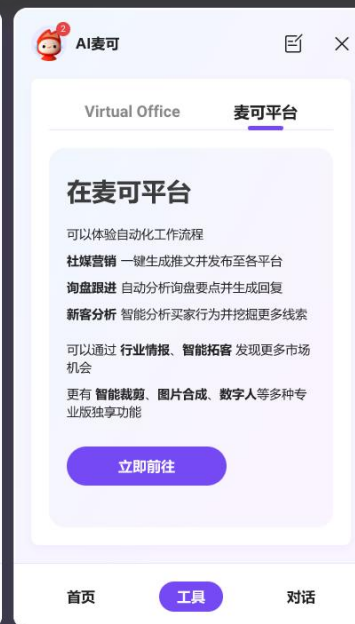 2
AI麦可
Virtual Office
麦可平台
在麦可平台
可以体验自动化工作流程
社媒营销 一键生成推文并发布至各平台
询盘跟进 自动分析询盘要点并生成回复
新客分析 智能分析买家行为并挖掘更多线索
可以通过 行业情报、智能拓客 发现更多市场
机会
更有 智能裁剪、图片合成、数字人等多种专
业版独享功能
立即前往
首页
工具
对话